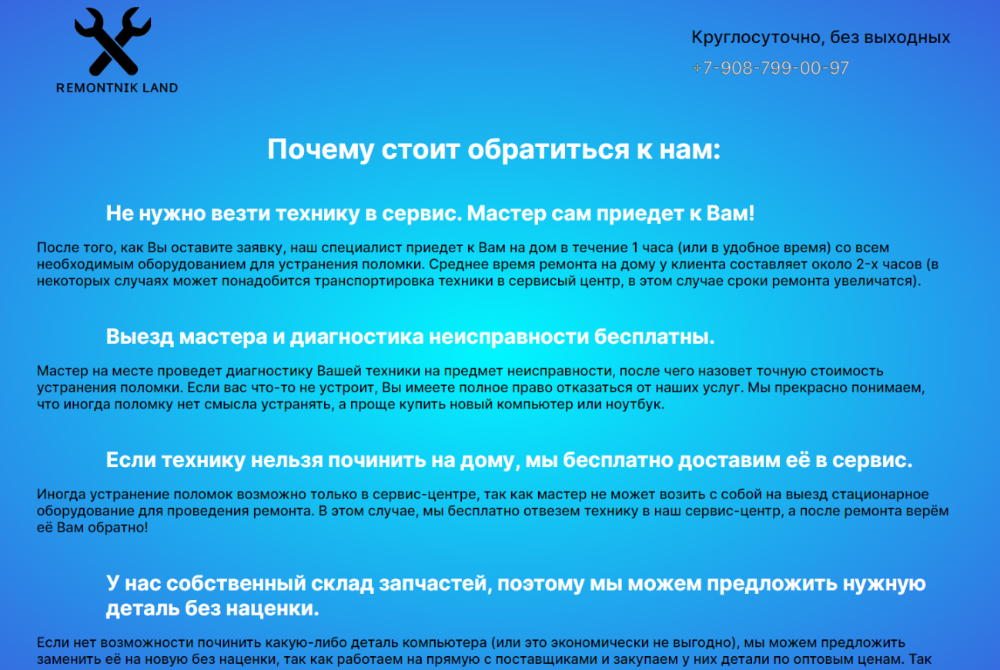 REMONTNIK LAND
Круглосуточно, без выходных
+7-908-799-00-97
Почему стоит обратиться к нам:
Не нужно везти технику в сервис. Мастер сам приедет к Вам!
После того, как Вы оставите заявку, наш специалист приедет к Вам на дом в течение 1 часа (или в удобное время) со всем
необходимым оборудованием для устранения поломки. Среднее время ремонта на дому у клиента составляет около 2-х часов (в
некоторых случаях может понадобится транспортировка техники в сервисый центр, в этом случае сроки ремонта увеличатся).
Выезд мастера и диагностика неисправности бесплатны.
Мастер на месте проведет диагностику Вашей техники на предмет неисправности, после чего назовет точную стоимость
устранения поломки. Если вас что-то не устроит, Вы имеете полное право отказаться от наших услуг. Мы прекрасно понимаем,
что иногда поломку нет смысла устранять, а проще купить новый компьютер или ноутбук.
Если технику нельзя починить на дому, мы бесплатно доставим её в сервис.
Иногда устранение поломок возможно только в сервис-центре, так как мастер не может возить с собой на выезд стационарное
оборудование для проведения ремонта. В этом случае, мы бесплатно отвезем технику в наш сервис-центр, а после ремонта верём
её Вам обратно!
У нас собственный склад запчастей, поэтому мы можем предложить нужную
деталь без наценки.
Если нет возможности починить какую-либо деталь компьютера (или это экономически не выгодно), мы можем предложить
заменить её на новую без наценки, так как работаем на прямую с поставщиками и закупаем у них детали по оптовым ценам. Так